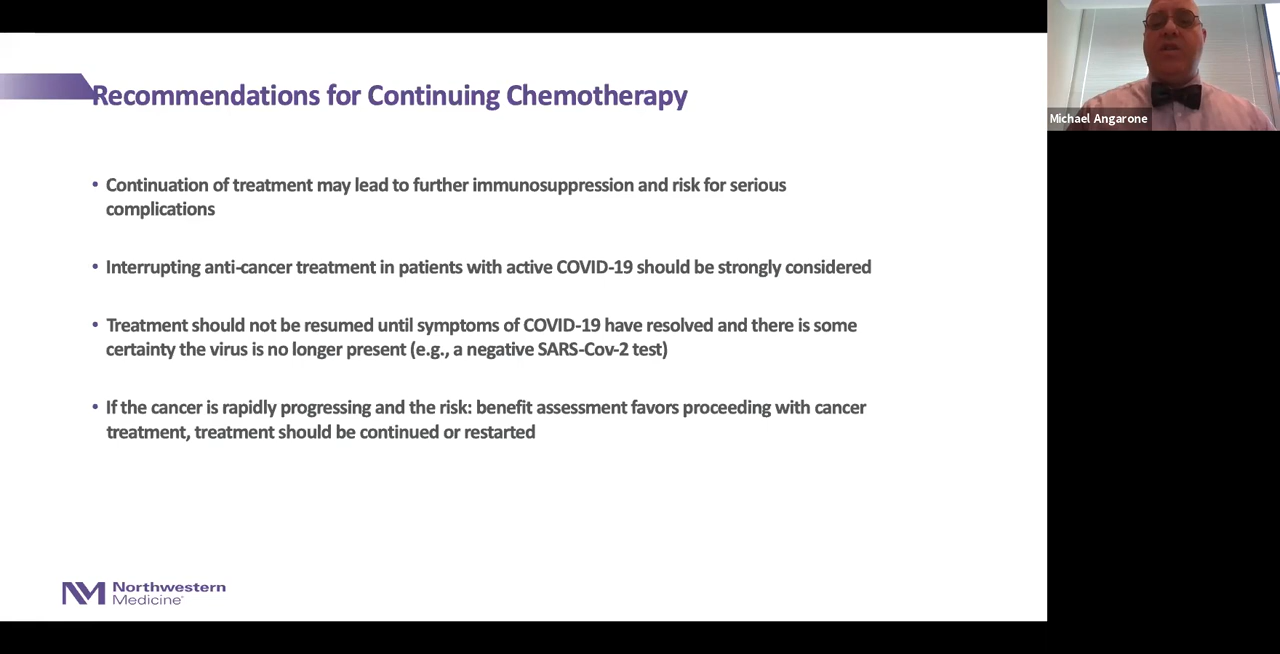 Recommendations for Continuing Chemotherapy
• Continuation of treatment may lead to further immunosuppression and risk for serious
complications
• Interrupting anti-cancer treatment in patients with active COVID-19 should be strongly considered
• Treatment should not be resumed until symptoms of COVID-19 have resolved and there is some
certainty the virus is no longer present (e.g., a negative SARS-Cov-2 test)
• If the cancer is rapidly progressing and the risk: benefit assessment favors proceeding with cancer
treatment, treatment should be continued or restarted
NM Northwestern
Medicine
Michael Angarone